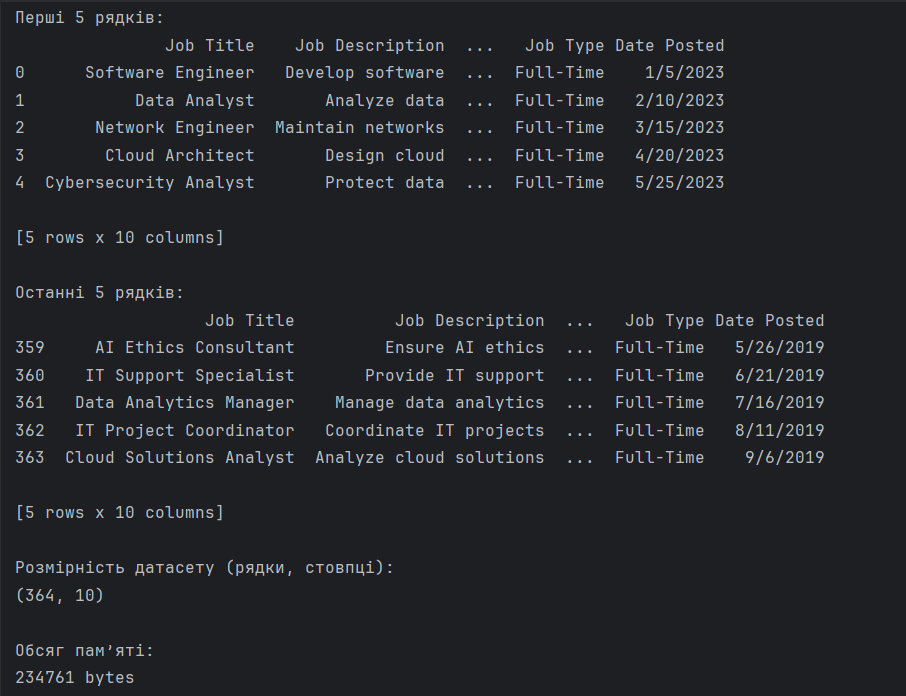 Перші 5 рядків:
Job Title Job Description ... Job Type Date Posted
0 Software Engineer Develop software ... Full-Time 1/5/2023
1 Data Analyst Analyze data ... Full-Time 2/10/2023
2 Network Engineer Maintain networks ... Full-Time 3/15/2023
3 Cloud Architect Design cloud ... Full-Time 4/20/2023
4 Cybersecurity Analyst Protect data ... Full-Time 5/25/2023
[5 rows x 10 columns]
Останні 5 рядків:
Job Title Job Description ... Job Type Date Posted
359 AI Ethics Consultant Ensure AI ethics ... Full-Time 5/26/2019
360 IT Support Specialist Provide IT support ... Full-Time 6/21/2019
361 Data Analytics Manager Manage data analytics ... Full-Time 7/16/2019
362 IT Project Coordinator Coordinate IT projects ... Full-Time 8/11/2019
363 Cloud Solutions Analyst Analyze cloud solutions ... Full-Time 9/6/2019
[5 rows x 10 columns]
Розмірність датасету (рядки, стовпці):
(364, 10)
Обсяг пам’яті:
234761 bytes